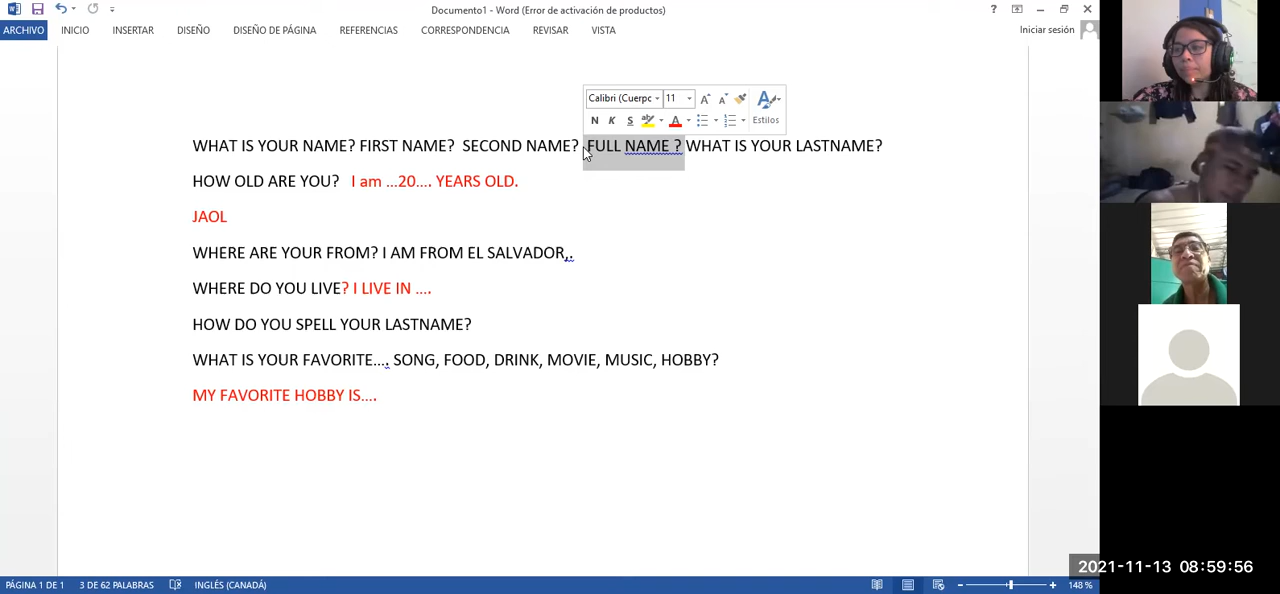 Documento1 - Word (Error de activación de productos)
ARCHIVO INICIO INSERTAR DISEÑO DISEÑO DE PÁGINA REFERENCIAS CORRESPONDENCIA REVISAR VISTA Iniciar sesión
Calibri (Cuerpc 11
N K S Estilos
WHAT IS YOUR NAME? FIRST NAME? SECOND NAME? FULL NAME ? WHAT IS YOUR LASTNAME?
HOW OLD ARE YOU? I am ...20.... YEARS OLD.
JAOL
WHERE ARE YOUR FROM? I AM FROM EL SALVADOR,.
WHERE DO YOU LIVE? I LIVE IN ....
HOW DO YOU SPELL YOUR LASTNAME?
WHAT IS YOUR FAVORITE.... SONG, FOOD, DRINK, MOVIE, MUSIC, HOBBY?
MY FAVORITE HOBBY IS....
PÁGINA 1 DE 1 3 DE 62 PALABRAS INGLÉS (CANADÁ) 148 %
2021-11-13 08:59:56